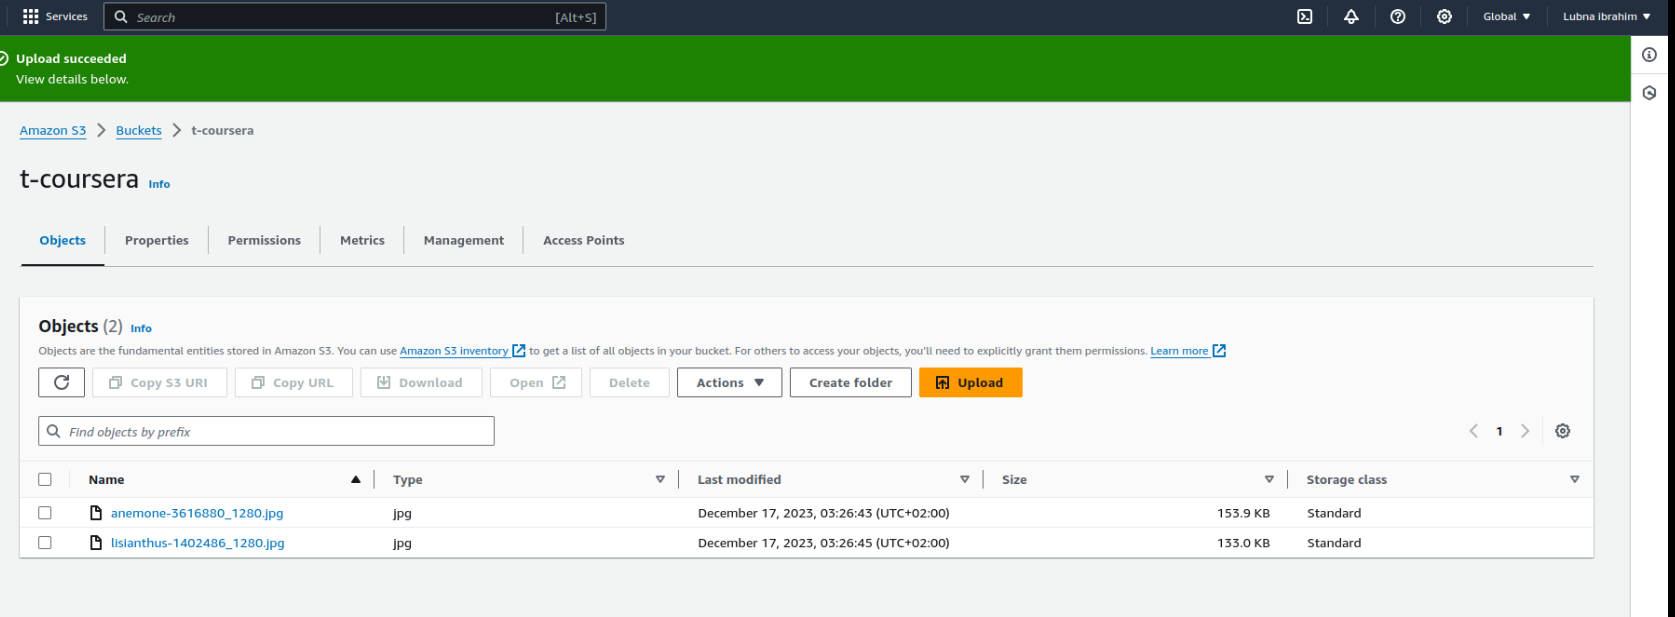 Services Search [Alt+S] Global Lubna ibrahim
Upload succeeded
View details below.
Amazon S3 Buckets t-coursera
t-coursera Info
Objects Properties Permissions Metrics Management Access Points
Objects (2) Info
Objects are the fundamental entities stored in Amazon S3. You can use Amazon S3 inventory to get a list of all objects in your bucket. For others to access your objects, you'll need to explicitly grant them permissions. Learn more
Copy S3 URI Copy URL Download Open Delete Actions Create folder Upload
Find objects by prefix 1
Name Type Last modified Size Storage class
anemone-3616880_1280.jpg jpg December 17, 2023, 03:26:43 (UTC+02:00) 153.9 KB Standard
lisianthus-1402486_1280.jpg jpg December 17, 2023, 03:26:45 (UTC+02:00) 133.0 KB Standard